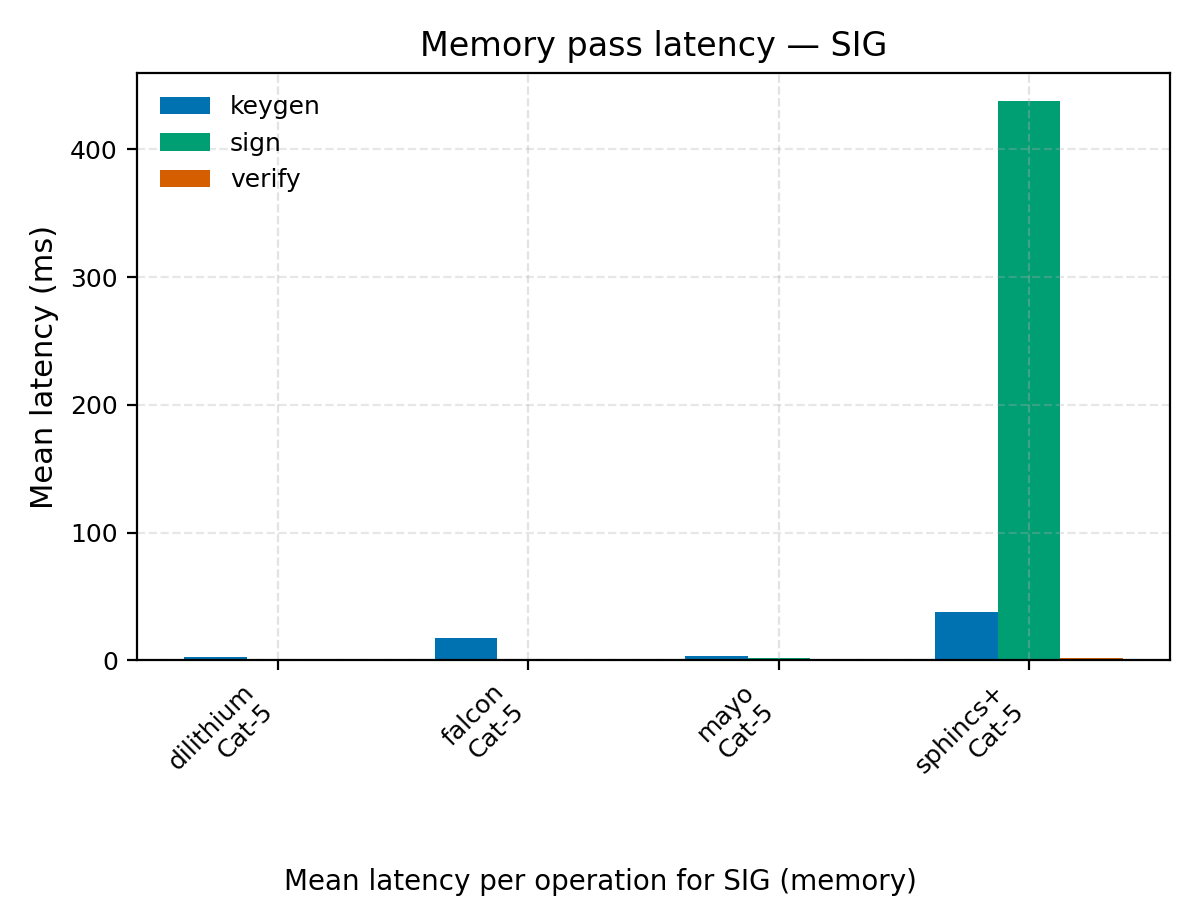 Memory pass latency — SIG
keygen
sign
verify
Mean latency (ms)
400
300
200
100
0
dilithium
Cat-5
falcon
Cat-5
mayo
Cat-5
sphincs+
Cat-5
Mean latency per operation for SIG (memory)